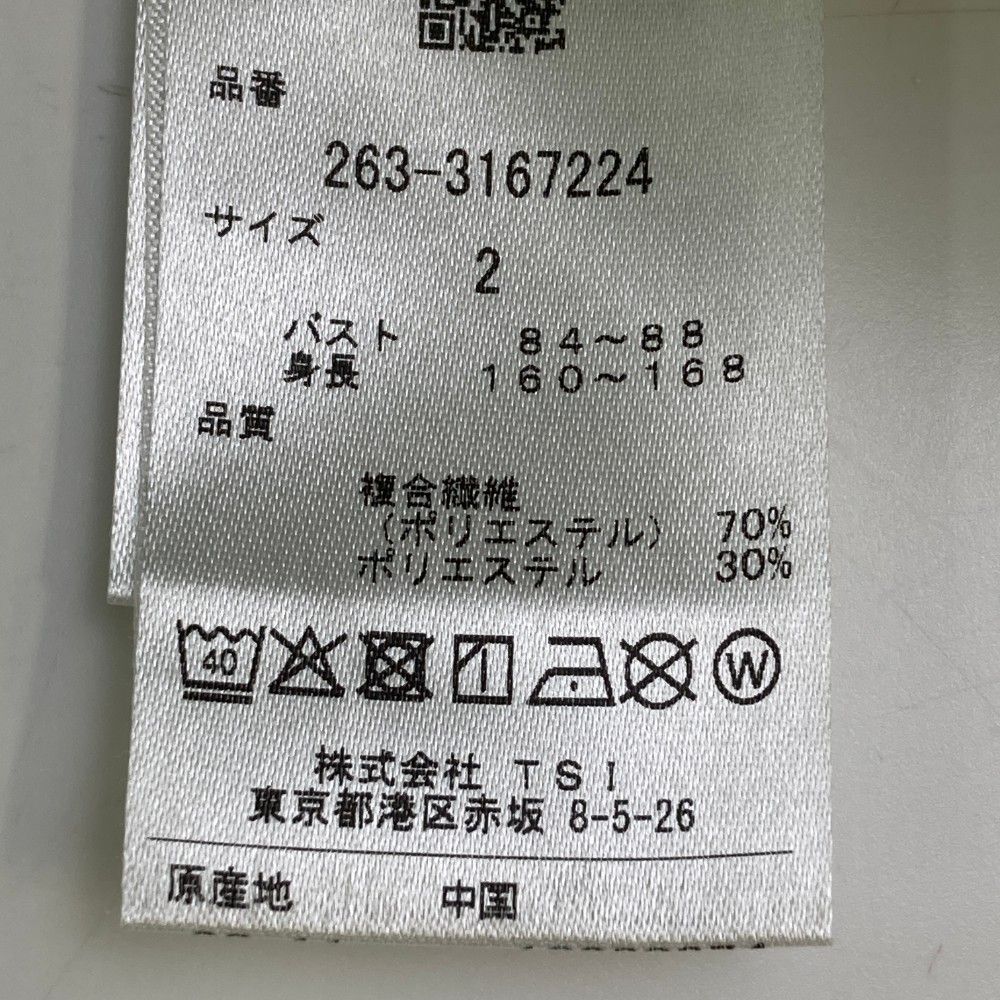 品番
263-3167224
サイズ
2
バスト 84~88
身長 160~168
品質
複合繊維
(ポリエステル) 70%
ポリエステル 30%
40 W
株式会社 TSI
東京都港区赤坂 8-5-26
原産地 中国